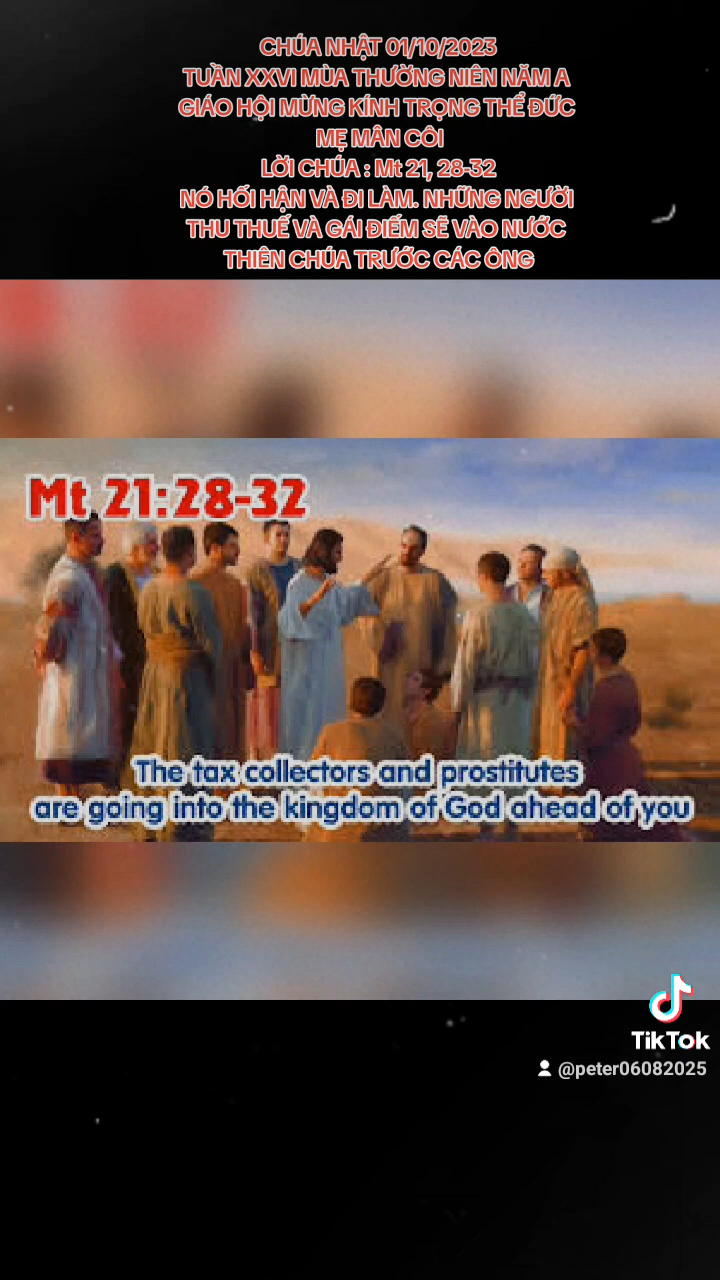 CHÚA NHẬT 01/10/2023
TUẦN XXVI MÙA THƯỜNG NIÊN NĂM A
GIÁO HỘI MỪNG KÍNH TRỌNG THỂ ĐỨC
MẸ MÂN CÔI
LỜI CHÚA : Mt 21, 28-32
NÓ HỐI HẬN VÀ ĐI LÀM. NHỮNG NGƯỜI
THU THUẾ VÀ GÁI ĐIẾM SẼ VÀO NƯỚC
THIÊN CHÚA TRƯỚC CÁC ÔNG
Mt 21:28-32
The tax collectors and prostitutes
are going into the kingdom of God ahead of you
TikTok
@peter06082025